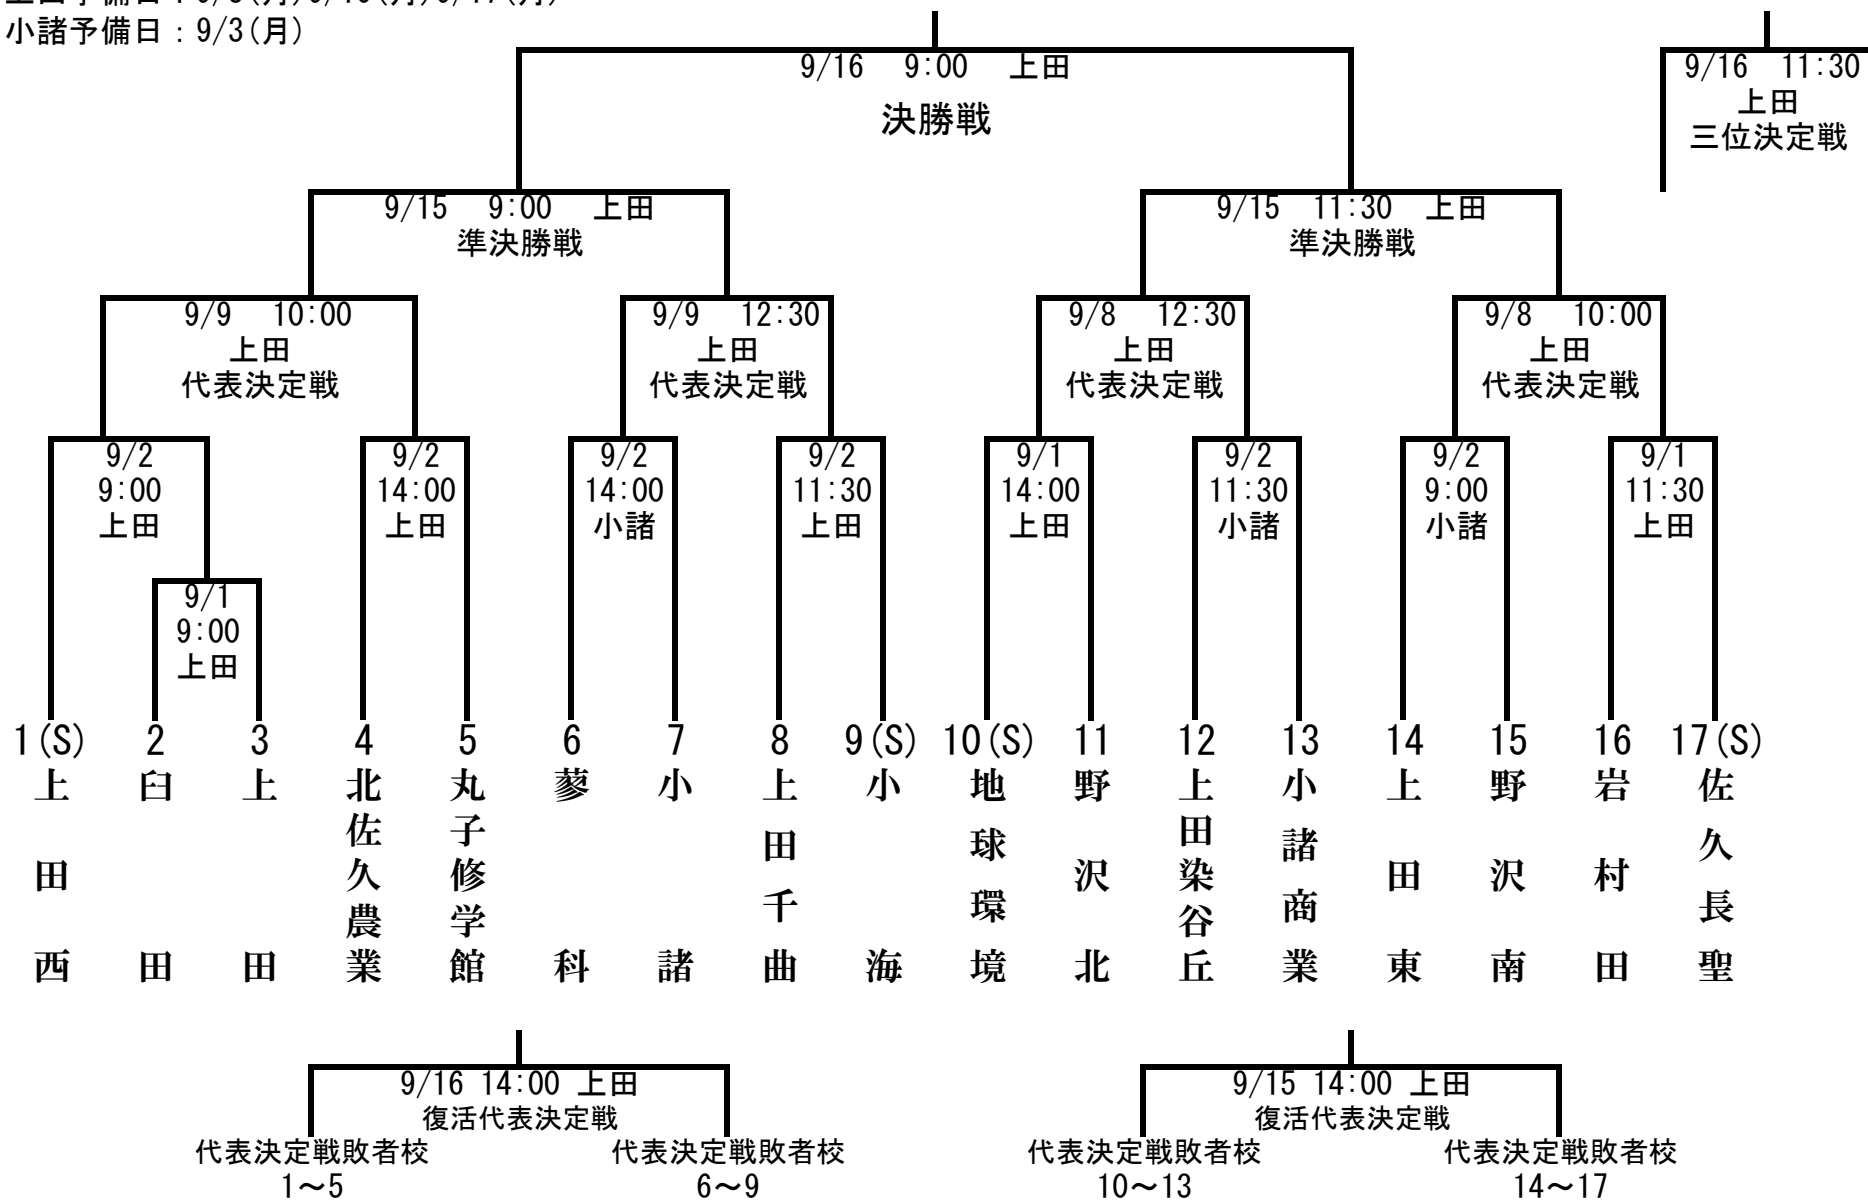 小諸予備日：9/3(月)
9/16 9:00 上田
決勝戦
9/16 11:30
上田
三位決定戦
9/15 9:00 上田
準決勝戦
9/15 11:30 上田
準決勝戦
9/9 10:00
上田
代表決定戦
9/9 12:30
上田
代表決定戦
9/8 12:30
上田
代表決定戦
9/8 10:00
上田
代表決定戦
9/2
9:00
上田
9/2
14:00
上田
9/2
14:00
小諸
9/2
11:30
上田
9/1
14:00
上田
9/2
11:30
小諸
9/2
9:00
小諸
9/1
11:30
上田
9/1
9:00
上田
1(S)
上田西
2
臼田
3
上田
4
北佐久農業
5
丸子修学館
6
蓼科
7
小諸
8
上田千曲
9(S)
小海
10(S)
地球環境
11
野沢北
12
上田染谷丘
13
小諸商業
14
上田東
15
野沢南
16
岩村田
17(S)
佐久長聖
9/16 14:00 上田
復活代表決定戦
代表決定戦敗者校
1～5
代表決定戦敗者校
6～9
9/15 14:00 上田
復活代表決定戦
代表決定戦敗者校
10～13
代表決定戦敗者校
14～17